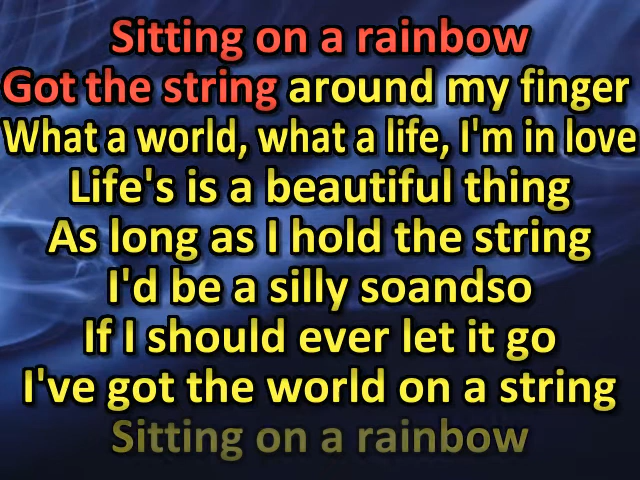 Sitting on a rainbow
Got the string around my finger
What a world, what a life, I'm in love
Life's is a beautiful thing
As long as I hold the string
I'd be a silly soandso
If I should ever let it go
I've got the world on a string
Sitting on a rainbow